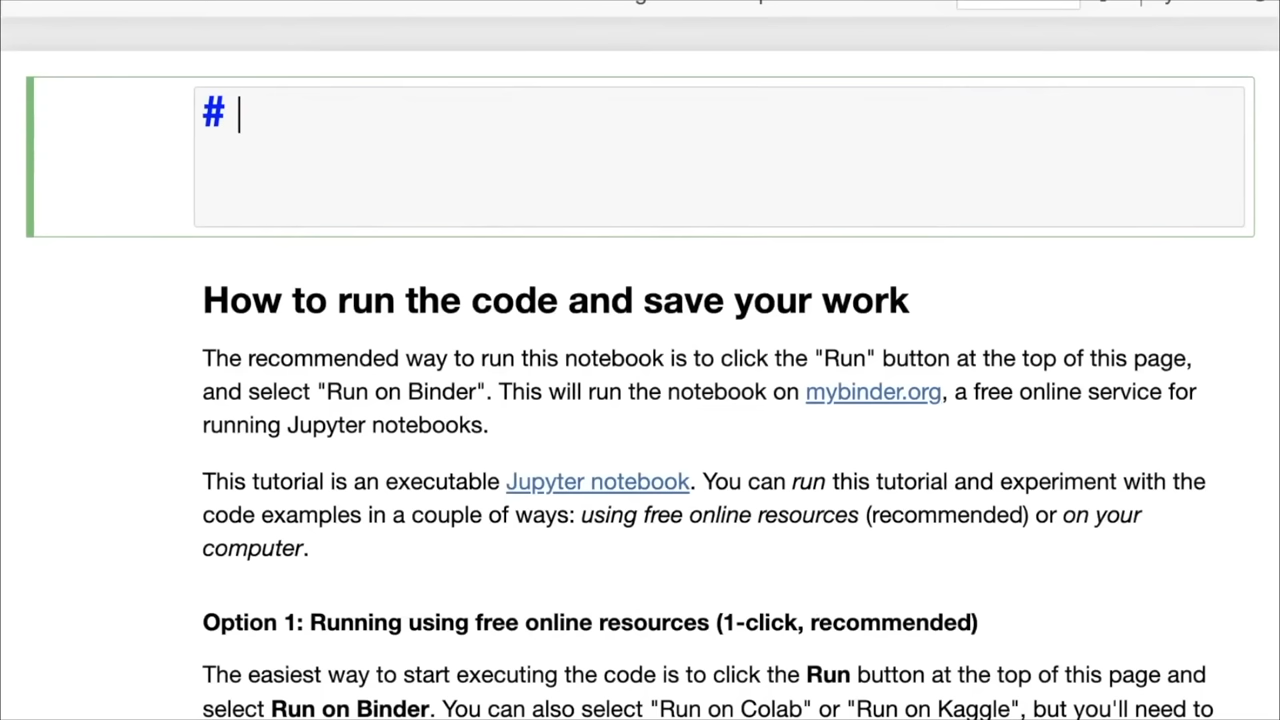 #
How to run the code and save your work
The recommended way to run this notebook is to click the "Run" button at the top of this page,
and select "Run on Binder". This will run the notebook on mybinder.org, a free online service for
running Jupyter notebooks.
This tutorial is an executable Jupyter notebook. You can run this tutorial and experiment with the
code examples in a couple of ways: using free online resources (recommended) or on your
computer.
Option 1: Running using free online resources (1-click, recommended)
The easiest way to start executing the code is to click the Run button at the top of this page and
select Run on Binder. You can also select "Run on Colab" or "Run on Kaggle", but you'll need to